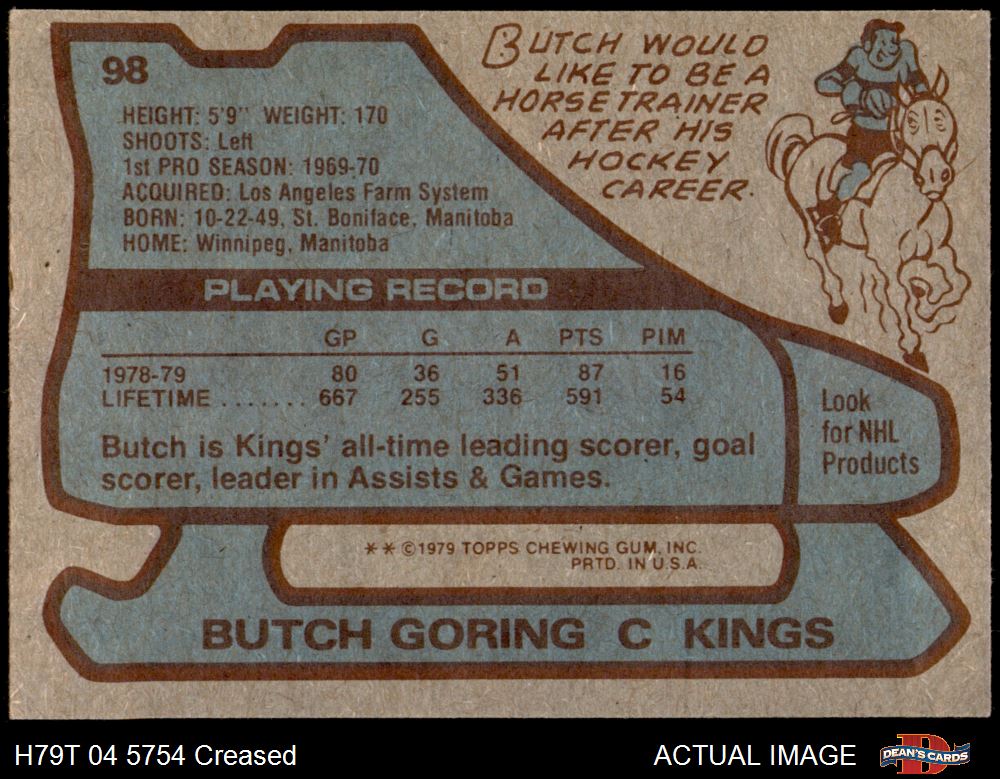 98
HEIGHT: 5'9" WEIGHT: 170
SHOOTS: Left
1st PRO SEASON: 1969-70
ACQUIRED: Los Angeles Farm System
BORN: 10-22-49, St. Boniface, Manitoba
HOME: Winnipeg, Manitoba
BUTCH WOULD
LIKE TO BE A
HORSE TRAINER
AFTER HIS
HOCKEY
CAREER.
PLAYING RECORD
GP G A PTS PIM
1978-79 80 36 51 87 16
LIFETIME ....... 667 255 336 591 54
Butch is Kings' all-time leading scorer, goal
scorer, leader in Assists & Games.
Look
for NHL
Products
** ©1979 TOPPS CHEWING GUM, INC.
PRTD. IN U.S.A.
BUTCH GORING C KINGS
H79T 04 5754 Creased
ACTUAL IMAGE
DEAN'S CARDS